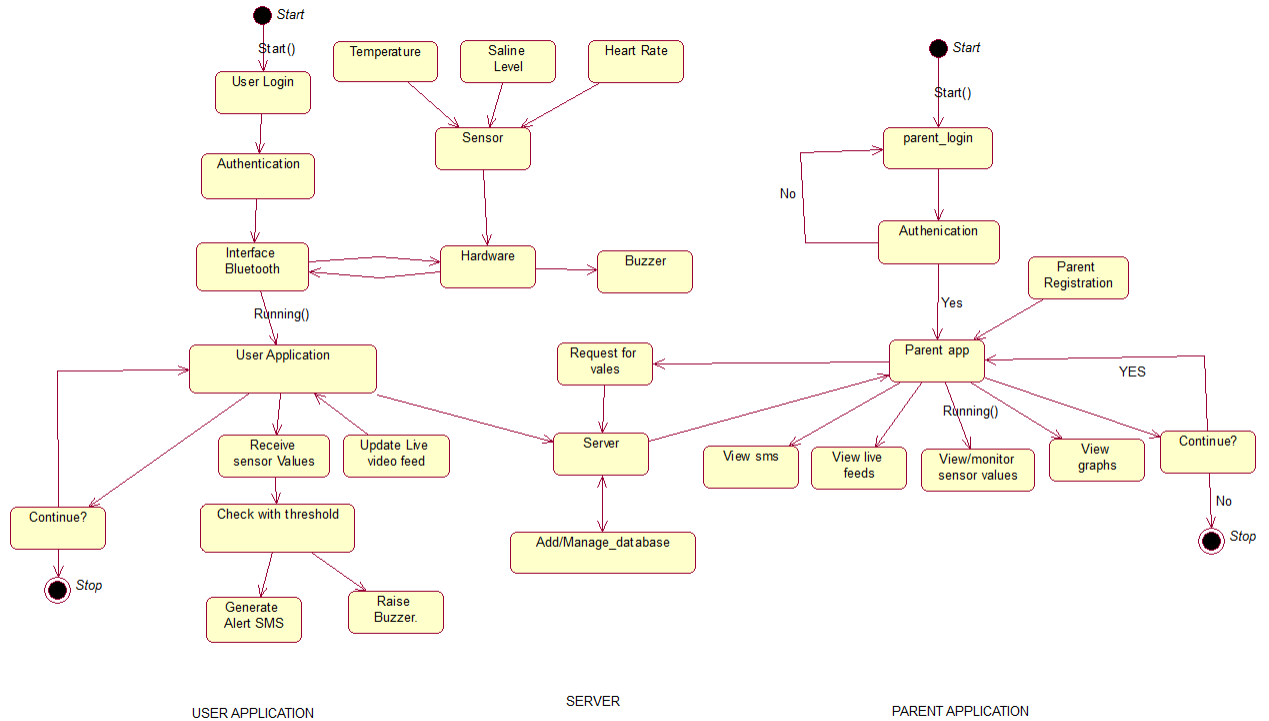 Start
Start()
User Login
Authentication
Interface
Bluetooth
Running()
User Application
Receive
sensor Values
Update Live
video feed
Continue?
Stop
Check with threshold
Generate
Alert SMS
Raise
Buzzer.
USER APPLICATION
Temperature
Saline
Level
Heart Rate
Sensor
Hardware
Buzzer
Request for
vales
Server
Add/Manage_database
SERVER
Start
Start()
parent_login
No
Authenication
Yes
Parent
Registration
Parent app
YES
Running()
View sms
View live
feeds
View/monitor
sensor values
View
graphs
Continue?
No
Stop
PARENT APPLICATION